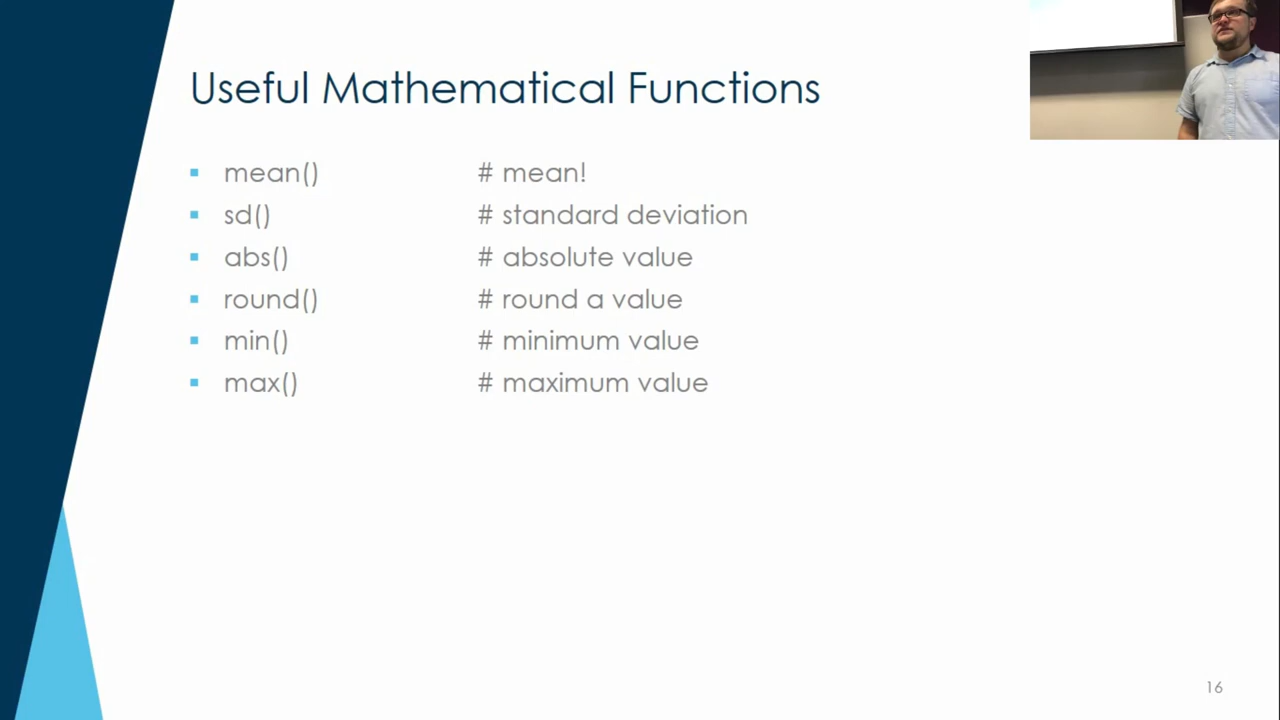 Useful Mathematical Functions
mean() # mean!
sd() # standard deviation
abs() # absolute value
round() # round a value
min() # minimum value
max() # maximum value
16